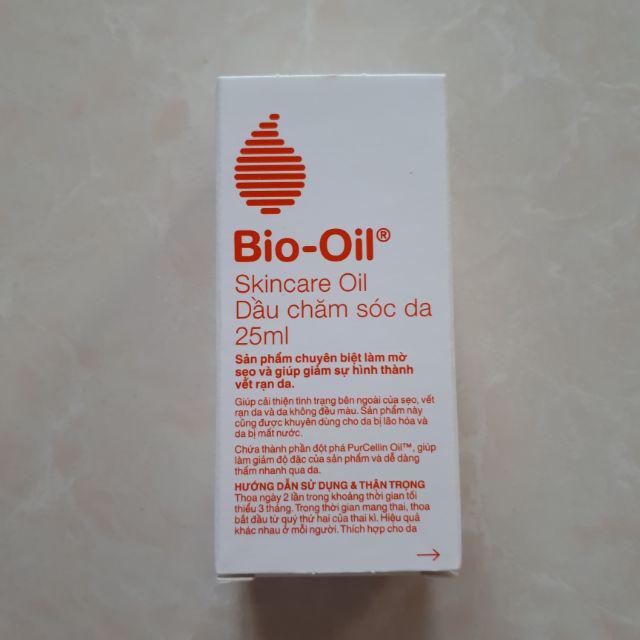 Bio-Oil®
Skincare Oil
Dầu chăm sóc da
25ml
Sản phẩm chuyên biệt làm mờ
sẹo và giúp giảm sự hình thành
vết rạn da.
Giúp cải thiện tình trạng bên ngoài của sẹo, vết
rạn da và da không đều màu. Sản phẩm này
cũng được khuyên dùng cho da bị lão hóa và
da bị mất nước.
Chứa thành phần đột phá PurCellin Oil™, giúp
làm giảm độ đặc của sản phẩm và dễ dàng
thấm nhanh qua da.
HƯỚNG DẪN SỬ DỤNG & THẬN TRỌNG
Thoa ngày 2 lần trong khoảng thời gian tối
thiểu 3 tháng. Trong thời gian mang thai, thoa
bắt đầu từ quý thứ hai của thai kì. Hiệu quả
khác nhau ở mỗi người. Thích hợp cho da